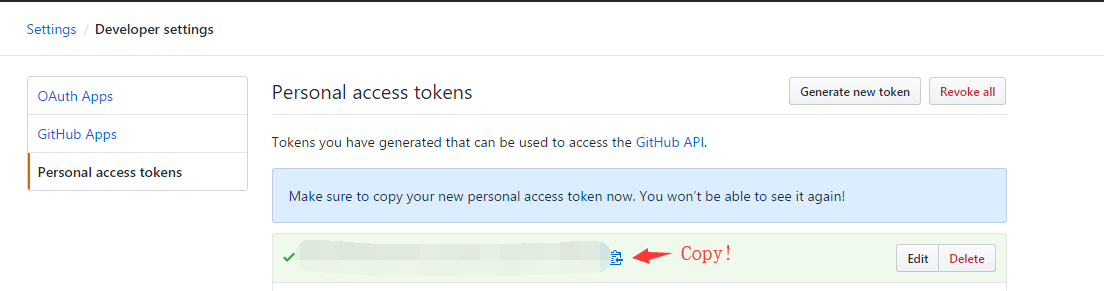 Settings / Developer settings
OAuth Apps
GitHub Apps
Personal access tokens
Personal access tokens
Generate new token
Revoke all
Tokens you have generated that can be used to access the GitHub API.
Make sure to copy your new personal access token now. You won't be able to see it again!
Copy!
Edit
Delete